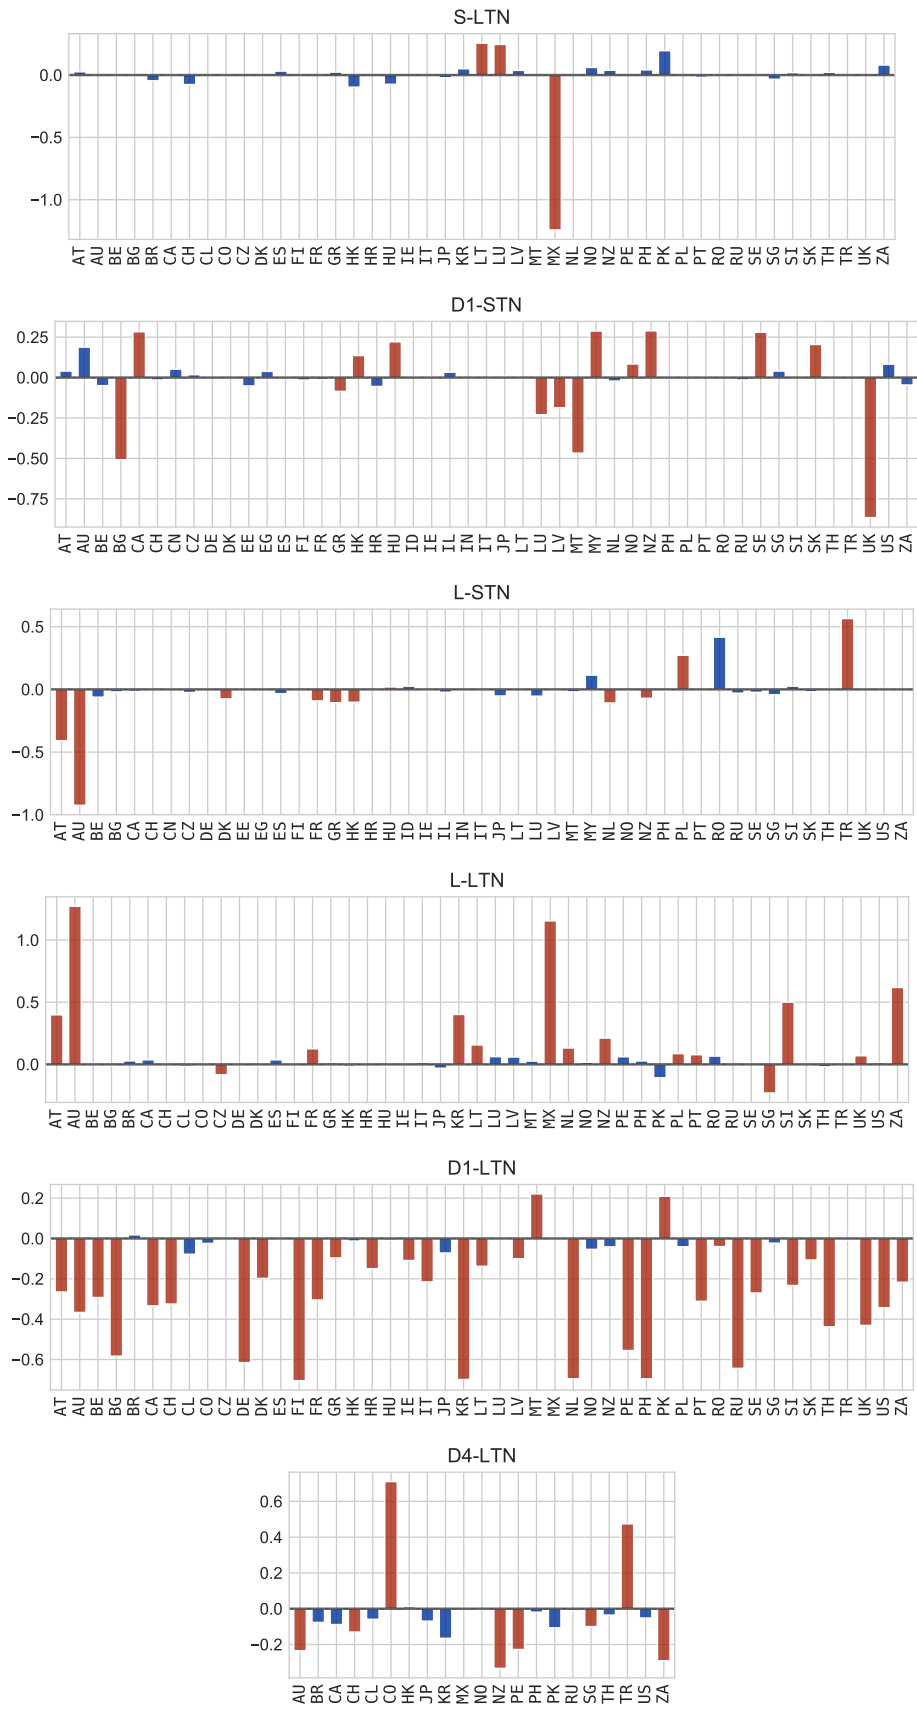 S-LTN
0.0
−0.5
−1.0
AT AU BE BG BR CA CH CL CO CZ DK ES FI FR GR HK HR HU IE IT JP KR LT LU LV MT MX NL NO NZ PE PH PK PL PT RO RU SE SG SI TH TR UK ZA
D1-STN
0.25
0.00
−0.25
−0.50
−0.75
AT AU BE BG CA CH CN CZ DE DK EE EG ES FI FR GR HK HR HU ID IE IL IN IT JP LT LU LV MT MY NL NO NZ PH PL PT RO RU SE SG SI SK TH TR UK US ZA
L-STN
0.5
0.0
−0.5
−1.0
AT AU BE BG CA CH CN CZ DE DK EE EG ES FI FR GR HK HR HU ID IE IL IN IT JP LT LU LV MT MY NL NO NZ PH PL PT RO RU SE SG SI SK TH TR UK US ZA
L-LTN
1.0
0.5
0.0
AT AU BE BG BR CA CH CL CO CZ DE DK ES FI FR GR HK HR HU IE IT JP KR LT LU LV MT MX NL NO NZ PE PH PK PL PT RO RU SE SG SI SK TH TR UK US ZA
D1-LTN
0.2
0.0
−0.2
−0.4
−0.6
AT AU BE BG BR CA CH CL CO CZ DE DK ES FI FR GR HK HR HU IE IT JP KR LT LU LV MT MX NL NO NZ PE PH PK PL PT RO RU SE SG SI SK TH TR UK US ZA
D4-LTN
0.6
0.4
0.2
0.0
−0.2
AU BR CA CH CL CO HK JP KR MX NO NZ PE PH PK RU SG TH TR US ZA